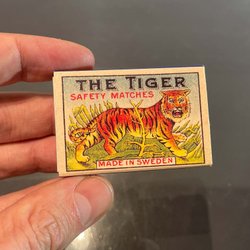 THE TIGER
SAFETY MATCHES
MADE IN SWEDEN